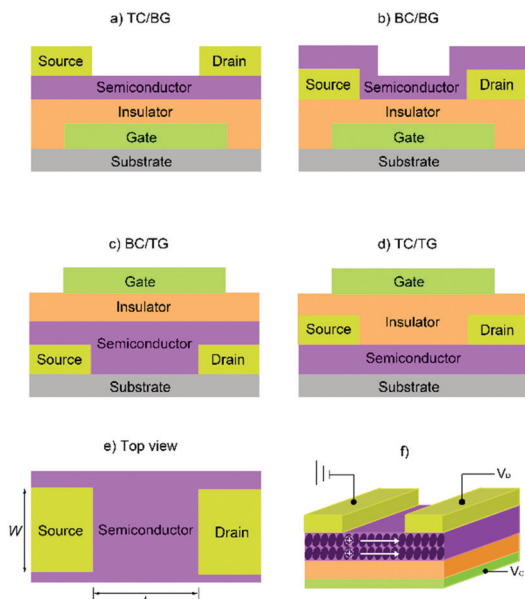 a) TC/BG
b) BC/BG
Source
Drain
Semiconductor
Insulator
Gate
Substrate
Source
Semiconductor
Drain
Insulator
Gate
Substrate
c) BC/TG
d) TC/TG
Gate
Insulator
Semiconductor
Source
Drain
Substrate
Gate
Source
Insulator
Drain
Semiconductor
Substrate
e) Top view
f)
W
Source
Semiconductor
Drain
V_D